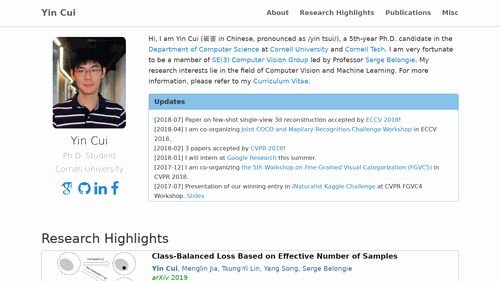 Yin Cui
About Research Highlights Publications Misc
Hi, I am Yin Cui (崔崟 in Chinese, pronounced as /yin tsui/), a 5th-year Ph.D. candidate in the
Department of Computer Science at Cornell University and Cornell Tech. I am very fortunate
to be a member of SE(3) Computer Vision Group led by Professor Serge Belongie. My
research interests lie in the field of Computer Vision and Machine Learning. For more
information, please refer to my Curriculum Vitae.
Yin Cui
Ph.D. Student
Cornell University
Updates
[2018-07] Paper on few-shot single-view 3d reconstruction accepted by ECCV 2018!
[2018-04] I am co-organizing Joint COCO and Mapillary Recognition Challenge Workshop in ECCV
2018.
[2018-02] 3 papers accepted by CVPR 2018!
[2018-01] I will intern at Google Research this summer.
[2017-12] I am co-organizing the 5th Workshop on Fine-Grained Visual Categorization (FGVC5) in
CVPR 2018.
[2017-07] Presentation of our winning entry in iNaturalist Kaggle Challenge at CVPR FGVC4
Workshop. Slides
Research Highlights
Class-Balanced Loss Based on Effective Number of Samples
Yin Cui, Menglin Jia, Tsung-Yi Lin, Yang Song, Serge Belongie
arXiv 2019